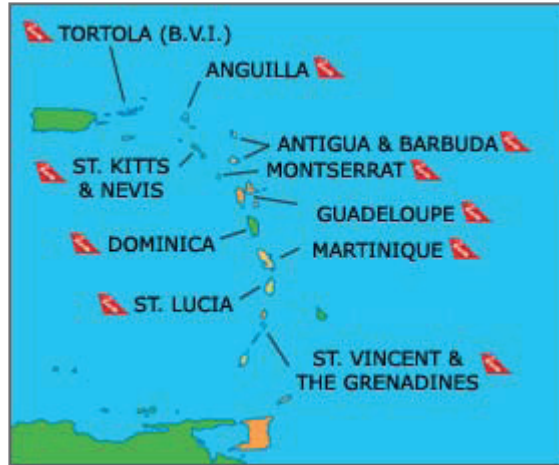 TORTOLA (B.V.I.)
ANGUILLA
ANTIGUA & BARBUDA
ST. KITTS
& NEVIS
MONTSERRAT
GUADELOUPE
DOMINICA
MARTINIQUE
ST. LUCIA
ST. VINCENT &
THE GRENADINES